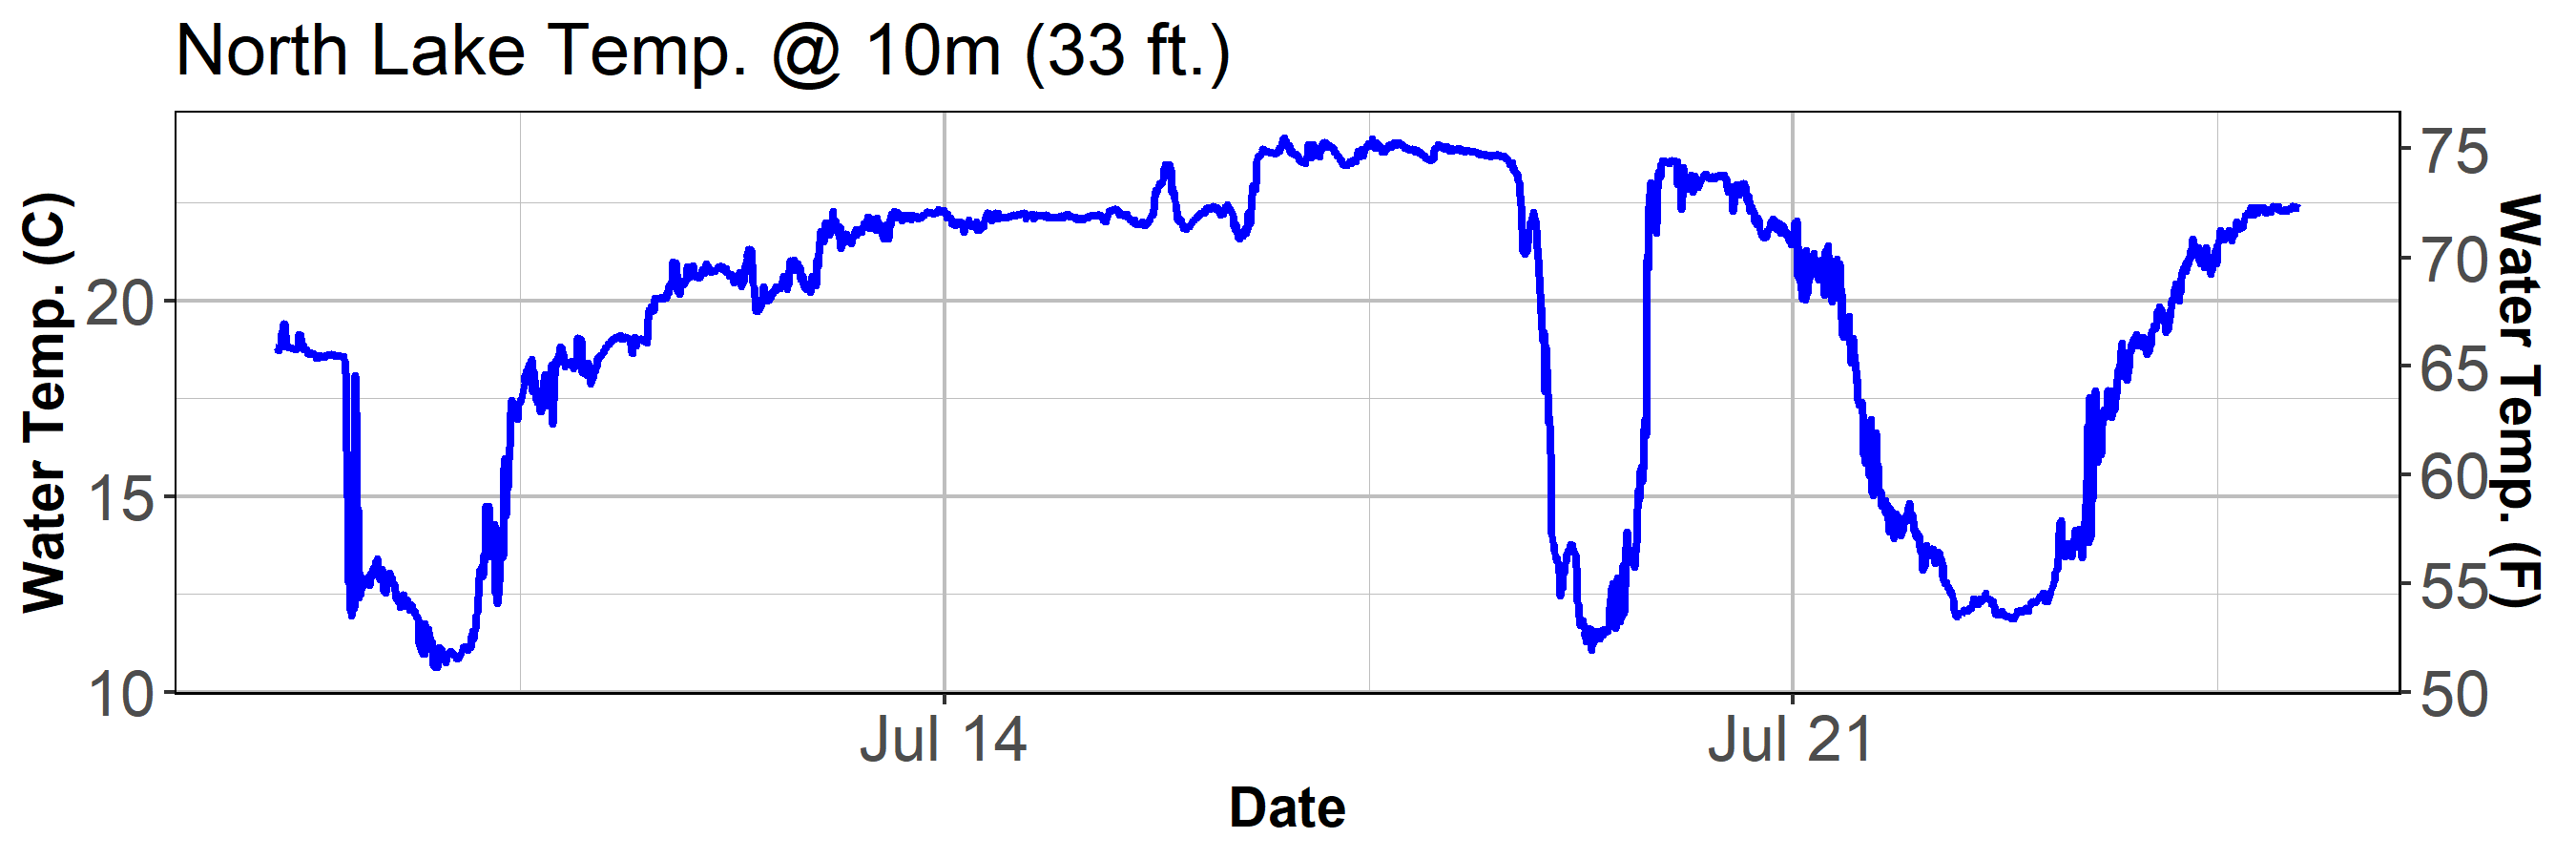 North Lake Temp. @ 10m (33 ft.)
Water Temp. (C)
20
15
10
75
70
65
60
55
50
Water Temp. (F)
Jul 14
Jul 21
Date